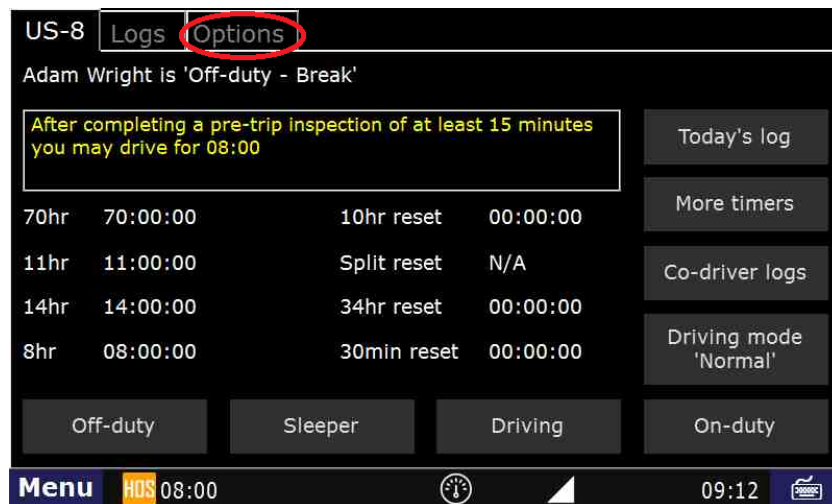 US-8 Logs Options
Adam Wright is 'Off-duty - Break'
After completing a pre-trip inspection of at least 15 minutes
you may drive for 08:00
Today's log
More timers
Co-driver logs
Driving mode
'Normal'
70hr 70:00:00 10hr reset 00:00:00
11hr 11:00:00 Split reset N/A
14hr 14:00:00 34hr reset 00:00:00
8hr 08:00:00 30min reset 00:00:00
Off-duty Sleeper Driving On-duty
Menu HOS 08:00 09:12